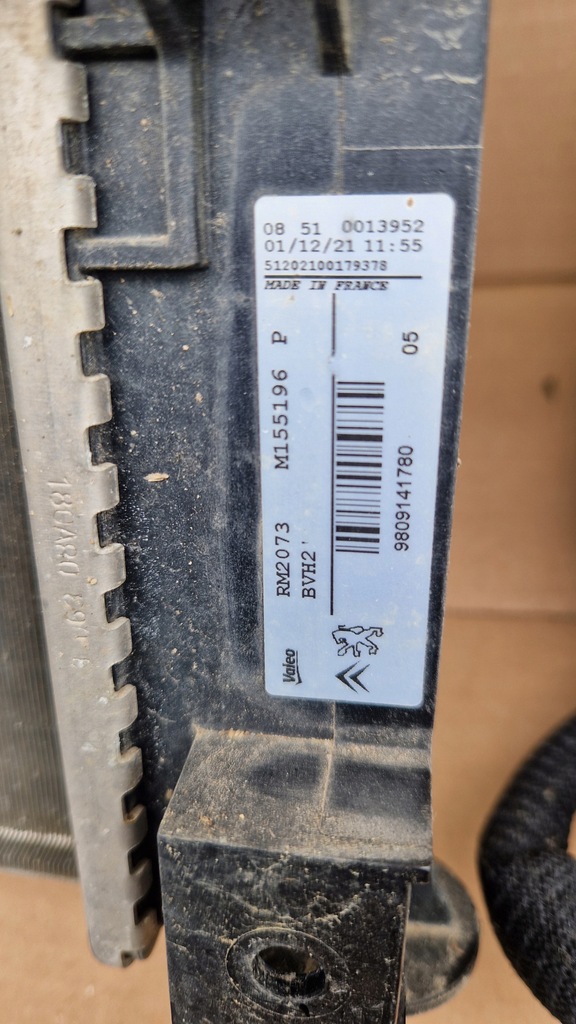 08 51 0013952
01/12/21 11:55
51202100179378
MADE IN FRANCE
RM2073 M155196 P
BVH2'
05
9809141780
Valeo